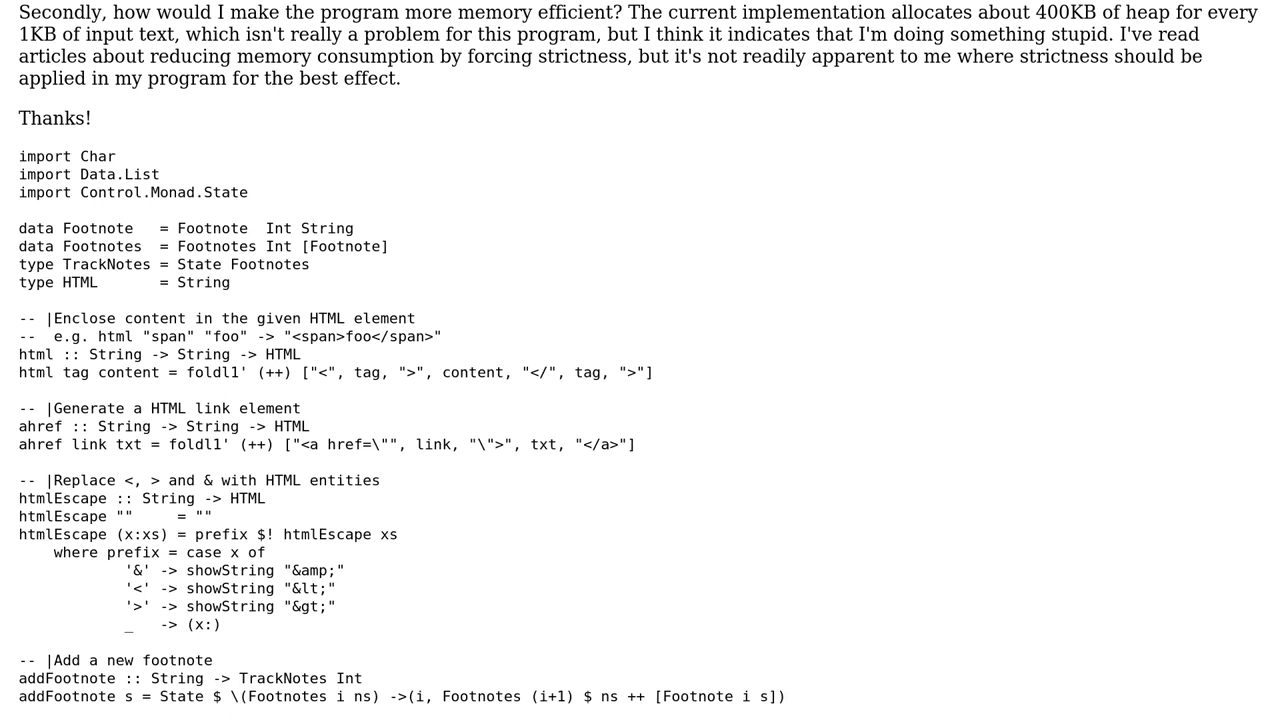 Secondly, how would I make the program more memory efficient? The current implementation allocates about 400KB of heap for every
1KB of input text, which isn't really a problem for this program, but I think it indicates that I'm doing something stupid. I've read
articles about reducing memory consumption by forcing strictness, but it's not readily apparent to me where strictness should be
applied in my program for the best effect.
Thanks!
import Char
import Data.List
import Control.Monad.State
data Footnote   = Footnote  Int String
data Footnotes  = Footnotes Int [Footnote]
type TrackNotes = State Footnotes
type HTML       = String
-- |Enclose content in the given HTML element
--  e.g. html "span" "foo" -> "<span>foo</span>"
html :: String -> String -> HTML
html tag content = foldl1' (++) ["<", tag, ">", content, "</", tag, ">"]
-- |Generate a HTML link element
ahref :: String -> String -> HTML
ahref link txt = foldl1' (++) ["<a href=\"", link, "\">", txt, "</a>"]
-- |Replace <, > and & with HTML entities
htmlEscape :: String -> HTML
htmlEscape ""     = ""
htmlEscape (x:xs) = prefix $! htmlEscape xs
    where prefix = case x of
            '&' -> showString "&amp;"
            '<' -> showString "&lt;"
            '>' -> showString "&gt;"
            _   -> (x:)
-- |Add a new footnote
addFootnote :: String -> TrackNotes Int
addFootnote s = State $ \(Footnotes i ns) ->(i, Footnotes (i+1) $ ns ++ [Footnote i s])